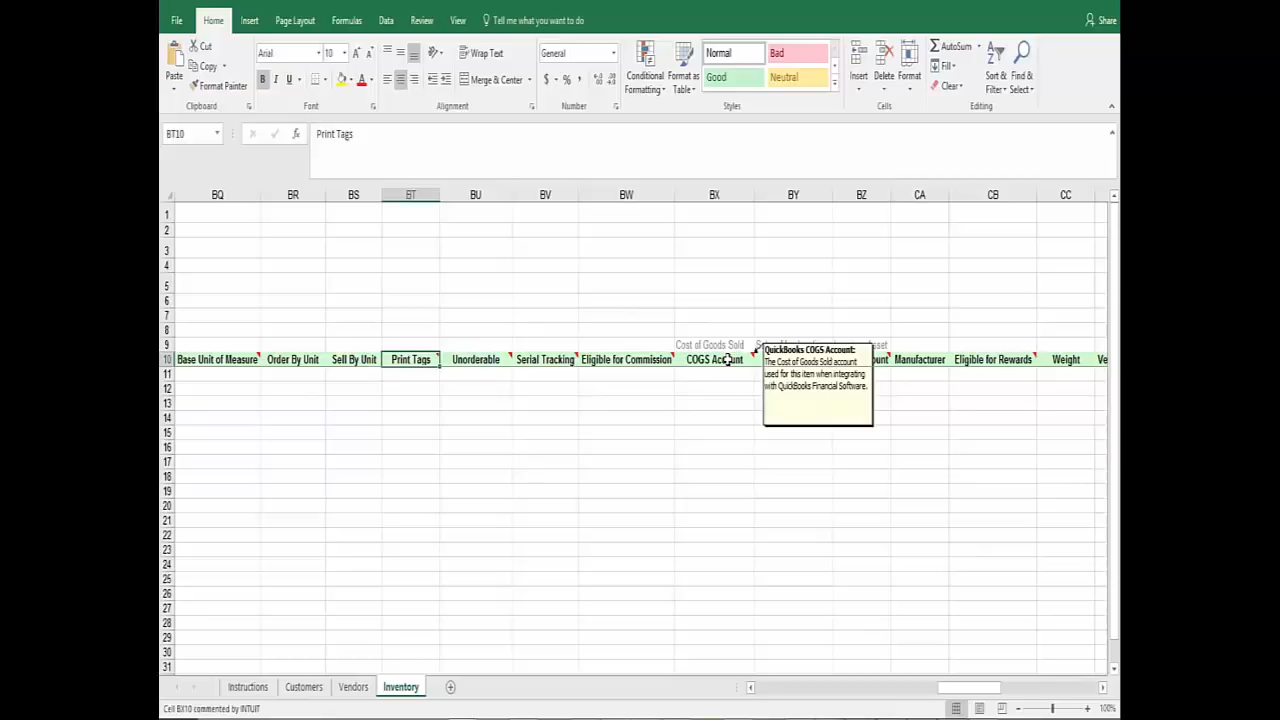 File Home Insert Page Layout Formulas Data Review View Tell me what you want to do Share
Paste
Cut
Copy
Format Painter
Clipboard
Arial 10
B I U
Font
Wrap Text
Merge & Center
Alignment
General
$ % ,
Number
Conditional Formatting
Format as Table
Normal Bad
Good Neutral
Styles
Insert Delete Format
Cells
AutoSum
Fill
Clear
Sort & Filter
Find & Select
Editing
BT10 fx Print Tags
BQ BR BS BT BU BV BW BX BY BZ CA CB CC
1
2
3
4
5
6
7
8
9 Cost of Goods Sold
10 Base Unit of Measure Order By Unit Sell By Unit Print Tags Unorderable Serial Tracking Eligible for Commission COGS Account Manufacturer Eligible for Rewards Weight
QuickBooks COGS Account:
The Cost of Goods Sold account
used for this item when integrating
with QuickBooks Financial Software.
11
12
13
14
15
16
17
18
19
20
21
22
23
24
25
26
27
28
29
30
31
Instructions Customers Vendors Inventory
Cell BX10 commented by INTUIT 100%